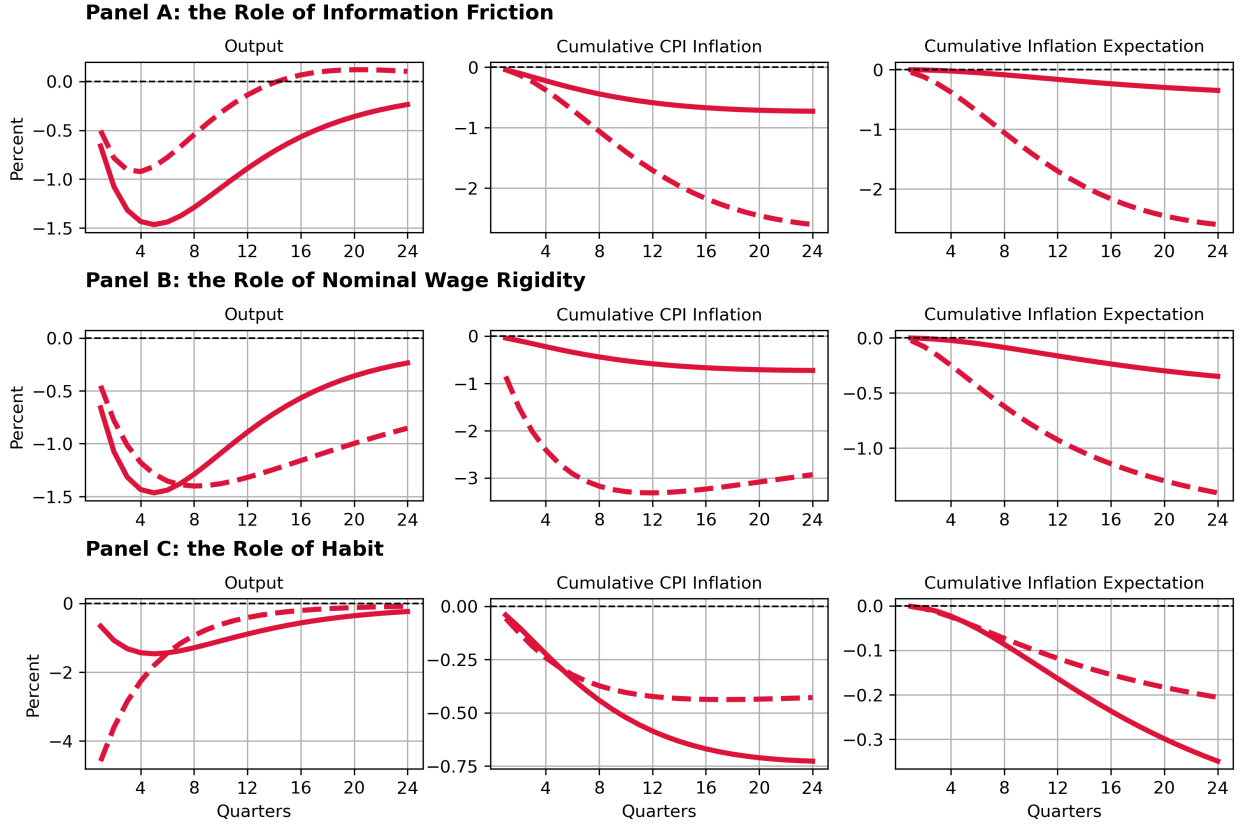 Panel A: the Role of Information Friction
Output
Cumulative CPI Inflation
Cumulative Inflation Expectation
Percent
0.0
−0.5
−1.0
−1.5
4 8 12 16 20 24
0
−1
−2
4 8 12 16 20 24
0
−1
−2
4 8 12 16 20 24
Panel B: the Role of Nominal Wage Rigidity
Output
Cumulative CPI Inflation
Cumulative Inflation Expectation
Percent
0.0
−0.5
−1.0
−1.5
4 8 12 16 20 24
0
−1
−2
−3
4 8 12 16 20 24
0.0
−0.5
−1.0
4 8 12 16 20 24
Panel C: the Role of Habit
Output
Cumulative CPI Inflation
Cumulative Inflation Expectation
Percent
0
−2
−4
4 8 12 16 20 24
Quarters
0.00
−0.25
−0.50
−0.75
4 8 12 16 20 24
Quarters
0.0
−0.1
−0.2
−0.3
4 8 12 16 20 24
Quarters